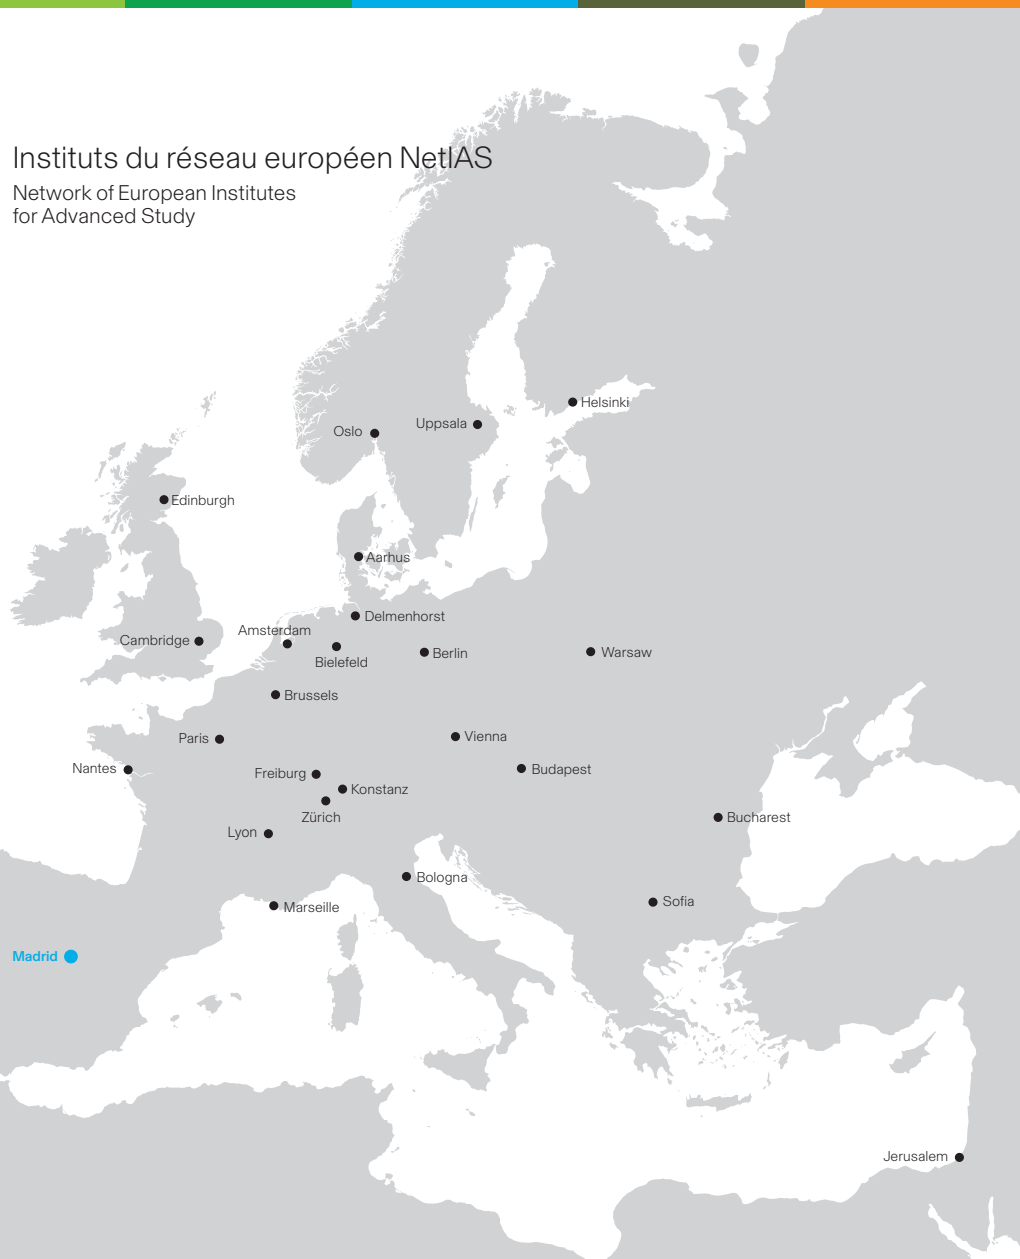 Instituts du réseau européen NetIAS
Network of European Institutes
for Advanced Study
Helsinki
Uppsala
Oslo
Edinburgh
Aarhus
Delmenhorst
Amsterdam
Cambridge
Bielefeld
Berlin
Warsaw
Brussels
Paris
Vienna
Nantes
Freiburg
Budapest
Konstanz
Zürich
Bucharest
Lyon
Bologna
Sofia
Marseille
Madrid
Jerusalem